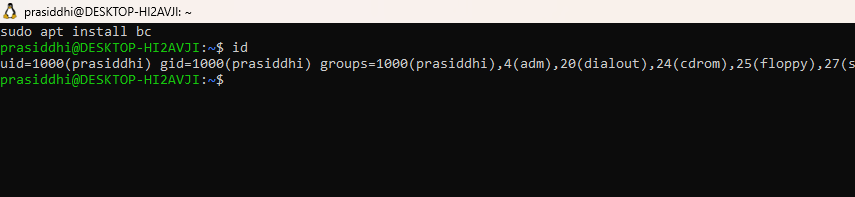 prasiddhi@DESKTOP-HI2AVJI: ~
sudo apt install bc
prasiddhi@DESKTOP-HI2AVJI:~$ id
uid=1000(prasiddhi) gid=1000(prasiddhi) groups=1000(prasiddhi),4(adm),20(dialout),24(cdrom),25(floppy),27(s
prasiddhi@DESKTOP-HI2AVJI:~$